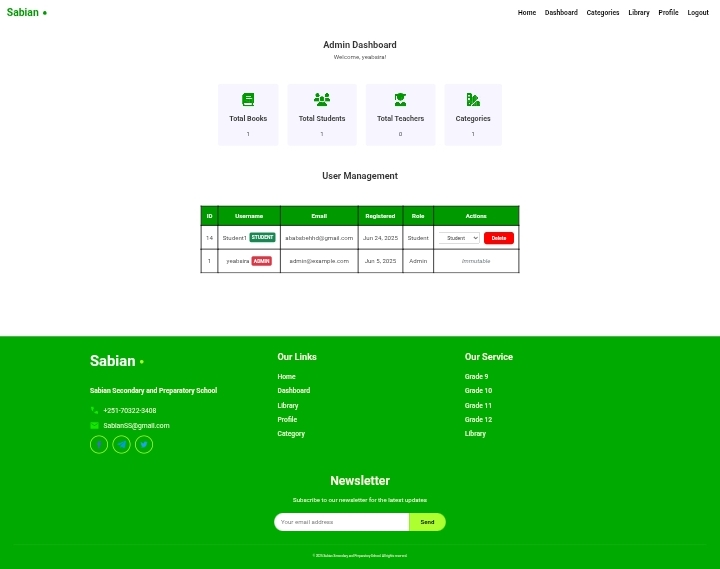 Sabian
Home Dashboard Categories Library Profile Logout
Admin Dashboard
Welcome, yeabsira!
Total Books Total Students Total Teachers Categories
1 1 0 1
User Management
ID Username Email Registered Role Actions
14 Student1 STUDENT ababsbehhd@gmail.com Jun 24, 2025 Student Student Delete
1 yeabsira ADMIN admin@example.com Jun 5, 2025 Admin Immutable
Sabian
Sabian Secondary and Preparatory School
+251-70322-3408
SabianSS@gmail.com
Our Links
Home
Dashboard
Library
Profile
Category
Our Service
Grade 9
Grade 10
Grade 11
Grade 12
Library
Newsletter
Subscribe to our newsletter for the latest updates
Your email address Send
© 2025 Sabian Secondary and Preparatory School. All rights reserved.